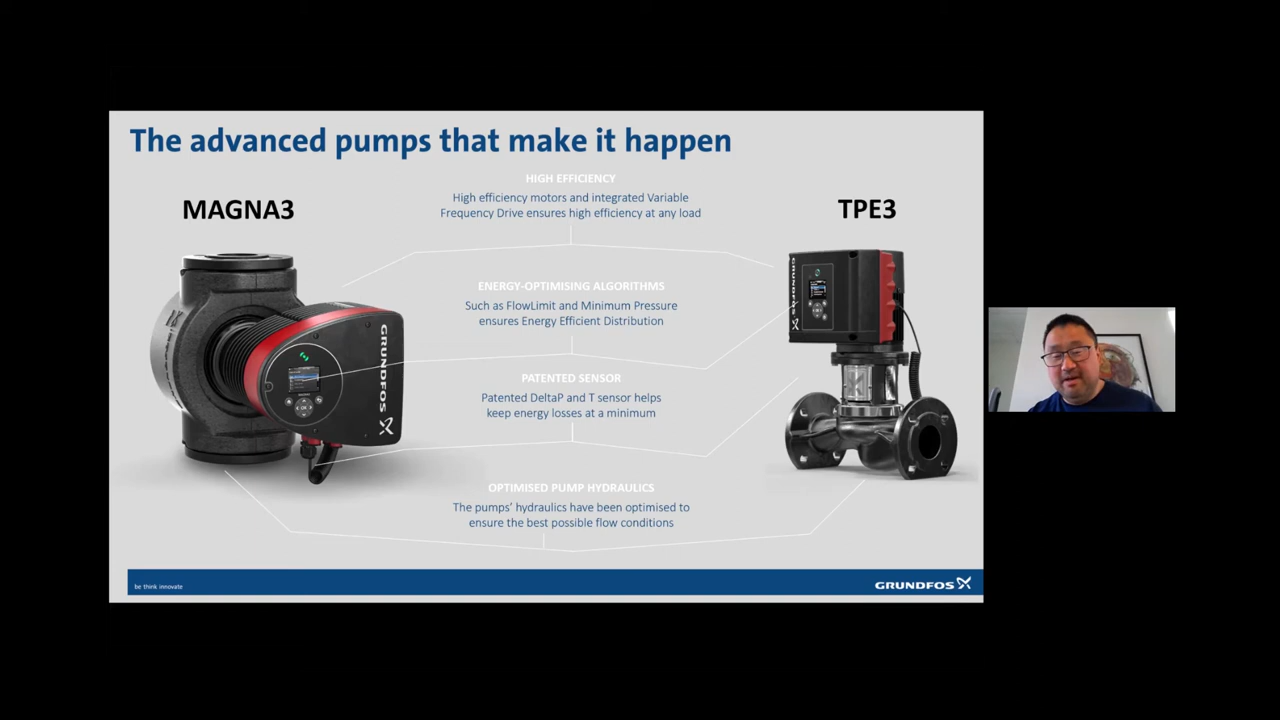 The advanced pumps that make it happen
HIGH EFFICIENCY
High efficiency motors and integrated Variable
Frequency Drive ensures high efficiency at any load
MAGNA3
TPE3
ENERGY-OPTIMISING ALGORITHMS
Such as FlowLimit and Minimum Pressure
ensures Energy Efficient Distribution
GRUNDFOS
GRUNDFOS
PATENTED SENSOR
Patented DeltaP and T sensor helps
keep energy losses at a minimum
OPTIMISED PUMP HYDRAULICS
The pumps' hydraulics have been optimised to
ensure the best possible flow conditions
be think innovate
GRUNDFOS